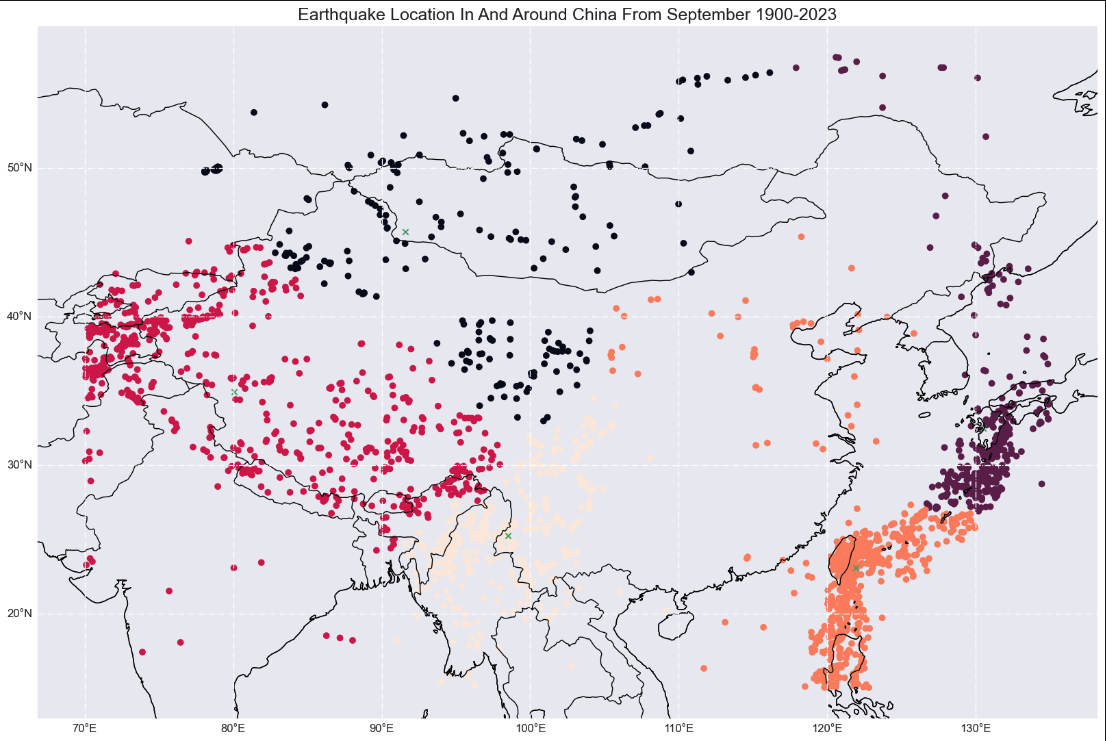 Earthquake Location In And Around China From September 1900-2023
50°N
40°N
30°N
20°N
70°E 80°E 90°E 100°E 110°E 120°E 130°E